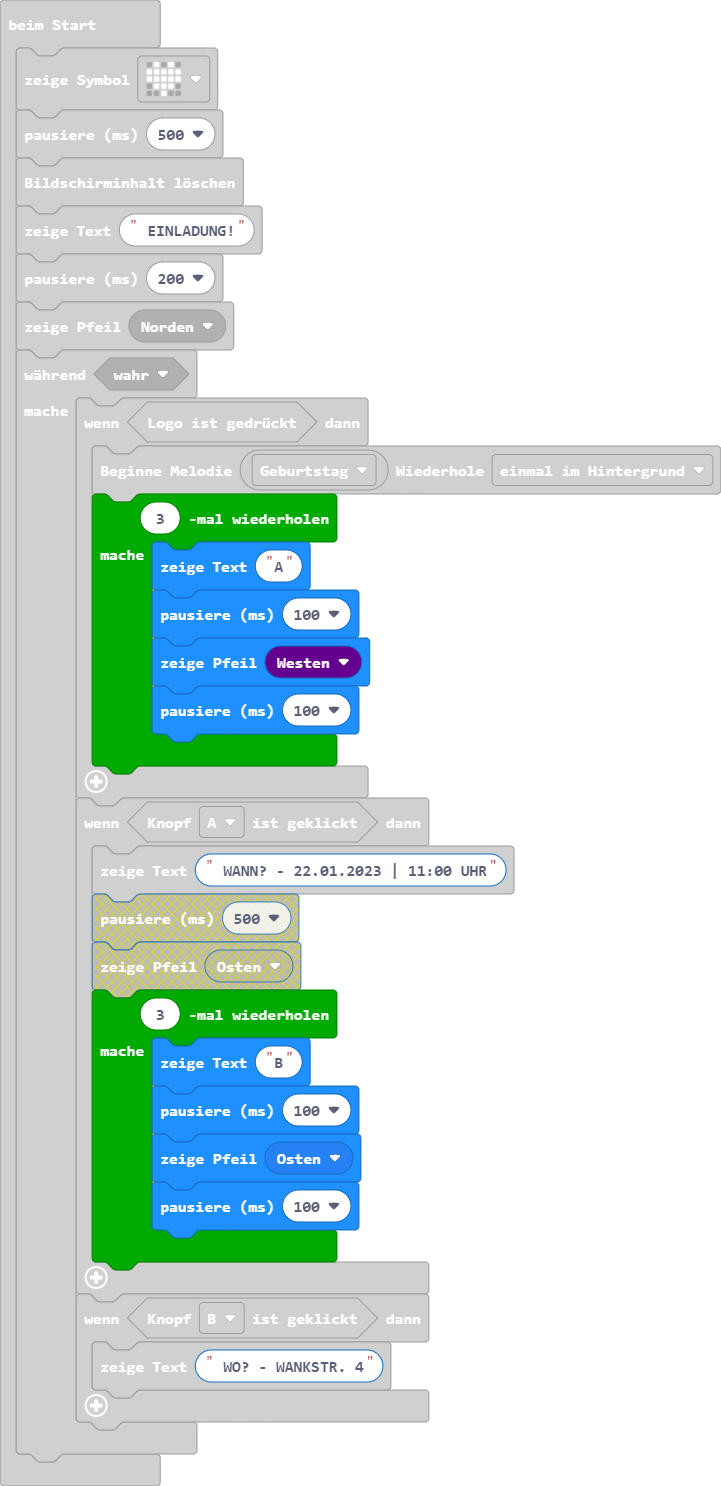 beim Start
zeige Symbol
pausiere (ms) 500
Bildschirminhalt löschen
zeige Text " EINLADUNG!"
pausiere (ms) 200
zeige Pfeil Norden
während wahr
mache
wenn Logo ist gedrückt dann
Beginne Melodie Geburtstag Wiederhole einmal im Hintergrund
3 -mal wiederholen
mache
zeige Text "A"
pausiere (ms) 100
zeige Pfeil Westen
pausiere (ms) 100
wenn Knopf A ist geklickt dann
zeige Text " WANN? - 22.01.2023 | 11:00 UHR"
pausiere (ms) 500
zeige Pfeil Osten
3 -mal wiederholen
mache
zeige Text "B"
pausiere (ms) 100
zeige Pfeil Osten
pausiere (ms) 100
wenn Knopf B ist geklickt dann
zeige Text " WO? - WANKSTR. 4"